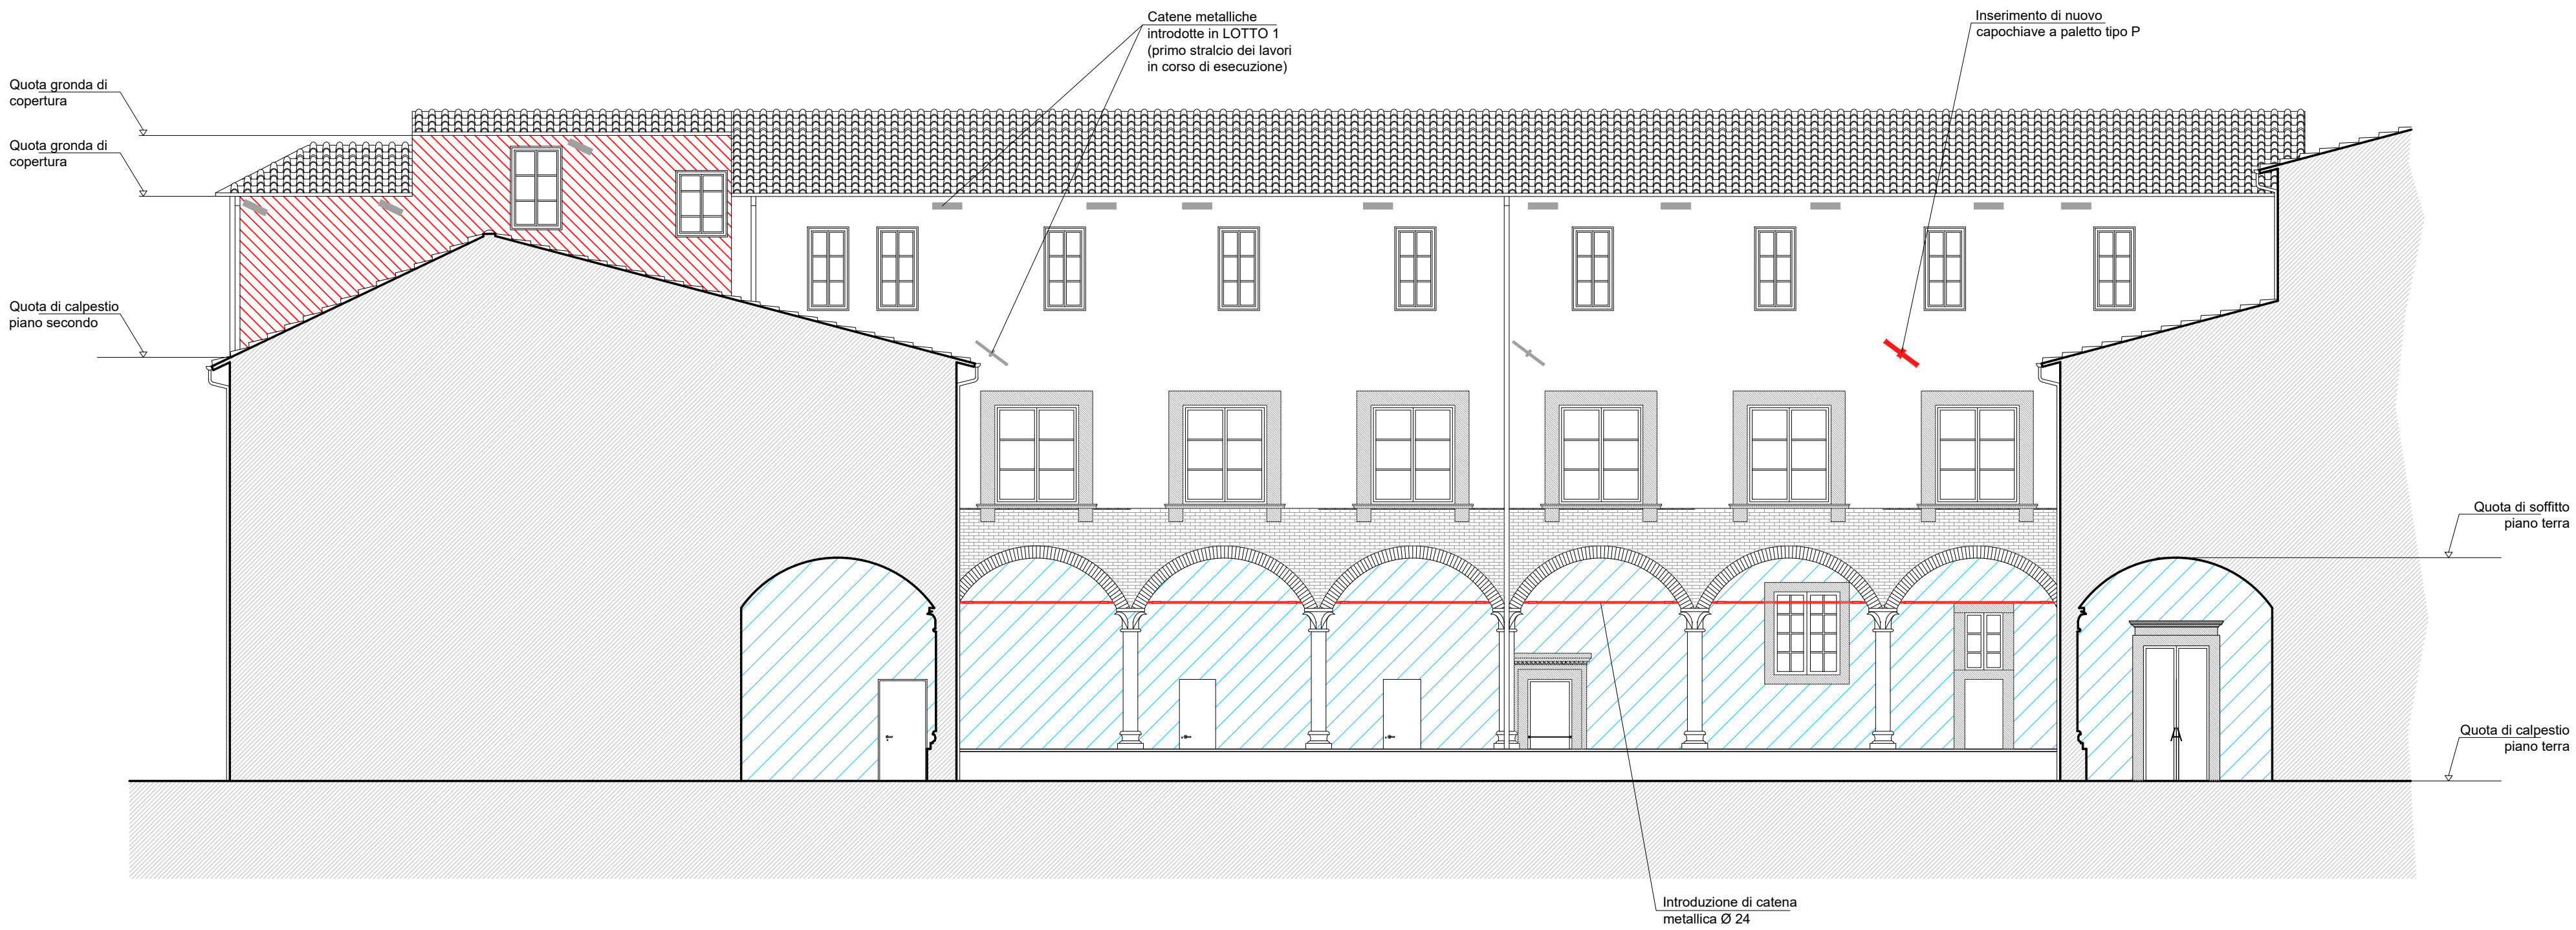 Catene metalliche
introdotte in LOTTO 1
(primo stralcio dei lavori
in corso di esecuzione)
Inserimento di nuovo
capochiave a paletto tipo P
Quota gronda di
copertura
Quota gronda di
copertura
Quota di calpestio
piano secondo
Quota di soffitto
piano terra
Quota di calpestio
piano terra
Introduzione di catena
metallica Ø 24